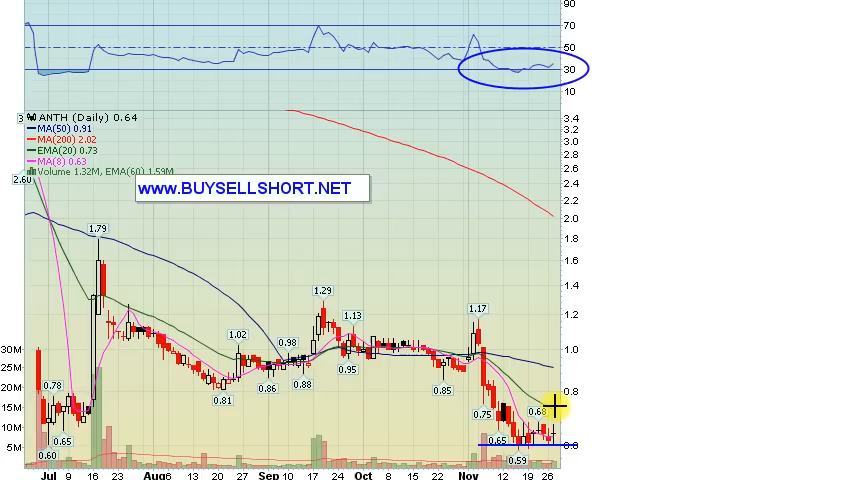 70
50
30
10
ANTH (Daily) 0.64
MA(50) 0.91
MA(200) 2.02
EMA(20) 0.73
MA(8) 0.63
Volume 1.32M, EMA(60) 1.59M
2.60
www.BUYSELLSHORT.NET
3.4
3.2
3.0
2.8
2.6
2.4
2.2
2.0
1.8
1.6
1.4
1.2
1.0
0.8
0.6
1.79
1.29
1.13
1.17
1.02
0.98
0.95
0.88
0.86
0.81
0.85
0.78
0.65
0.60
0.75
0.65
0.68
0.59
30M
25M
20M
15M
10M
5M
Jul 9 16 23 Aug 6 13 20 27 Sep 10 17 24 Oct 8 15 22 Nov 12 19 26